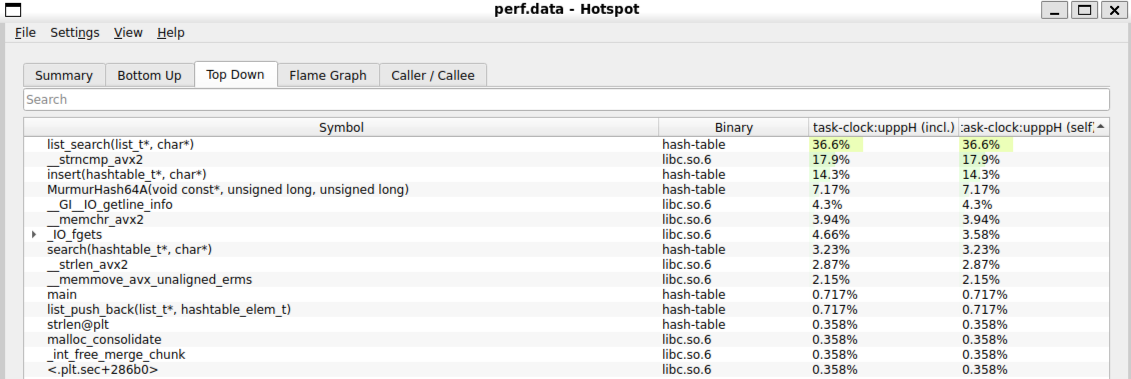 perf.data - Hotspot
File Settings View Help
Summary Bottom Up Top Down Flame Graph Caller / Callee
Search
Symbol Binary task-clock:upppH (incl.) :ask-clock:upppH (self)
list_search(list_t*, char*) hash-table 36.6% 36.6%
__strncmp_avx2 libc.so.6 17.9% 17.9%
insert(hashtable_t*, char*) hash-table 14.3% 14.3%
MurmurHash64A(void const*, unsigned long, unsigned long) hash-table 7.17% 7.17%
__GI__IO_getline_info libc.so.6 4.3% 4.3%
__memchr_avx2 libc.so.6 3.94% 3.94%
_IO_fgets libc.so.6 4.66% 3.58%
search(hashtable_t*, char*) hash-table 3.23% 3.23%
__strlen_avx2 libc.so.6 2.87% 2.87%
__memmove_avx_unaligned_erms libc.so.6 2.15% 2.15%
main hash-table 0.717% 0.717%
list_push_back(list_t*, hashtable_elem_t) hash-table 0.717% 0.717%
strlen@plt hash-table 0.358% 0.358%
malloc_consolidate libc.so.6 0.358% 0.358%
_int_free_merge_chunk libc.so.6 0.358% 0.358%
<.plt.sec+286b0> libc.so.6 0.358% 0.358%